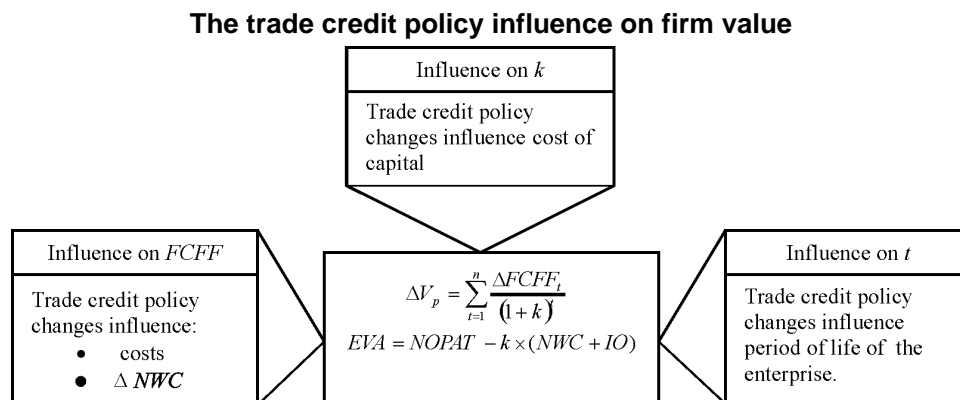 The trade credit policy influence on firm value
Influence on k
Trade credit policy
changes influence cost of
capital
Influence on FCFF
Trade credit policy
changes influence:
• costs
• Δ NWC
ΔV_p = \sum_{t=1}^{n} \frac{ΔFCFF_t}{(1+k)^t}
EVA = NOPAT − k × (NWC + IO)
Influence on t
Trade credit policy
changes influence
period of life of the
enterprise.